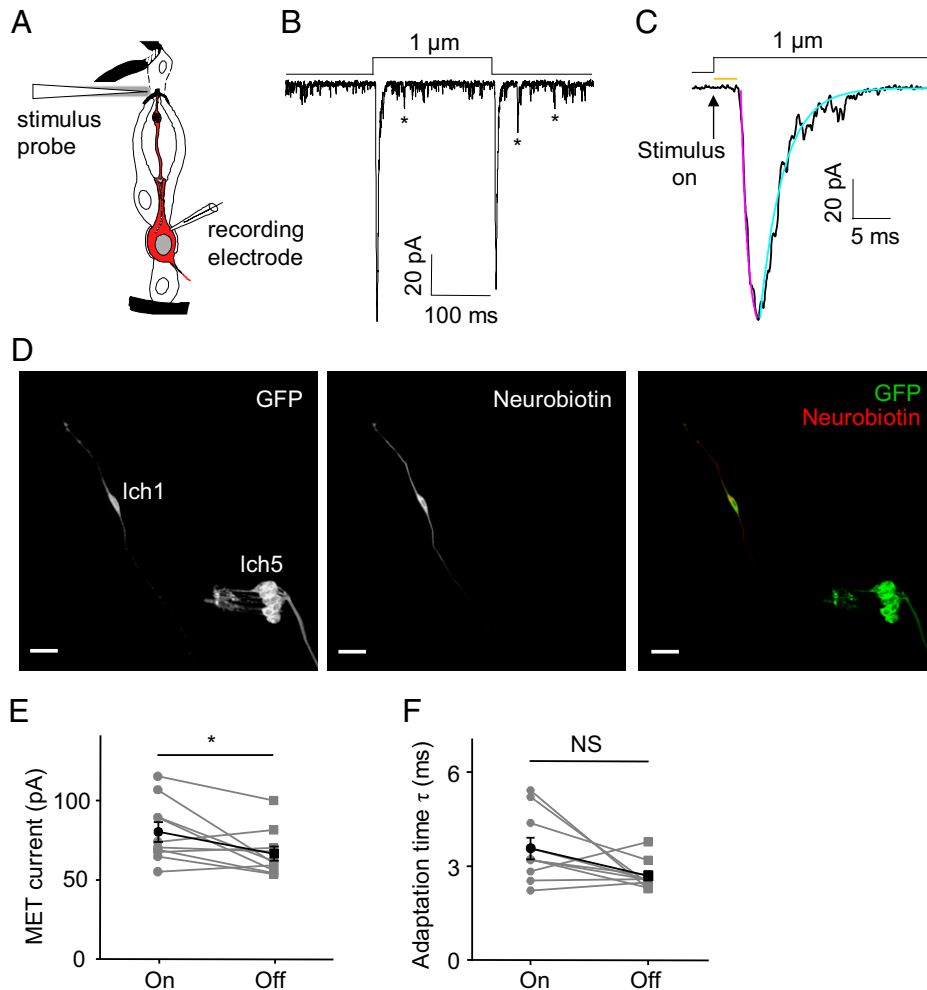 A
stimulus
probe
recording
electrode
B
1 µm
*
*
*
20 pA
100 ms
C
1 µm
Stimulus
on
20 pA
5 ms
D
GFP
lch1
lch5
Neurobiotin
GFP
Neurobiotin
E
*
MET current (pA)
100
50
0
On
Off
F
NS
Adaptation time τ (ms)
6
3
0
On
Off